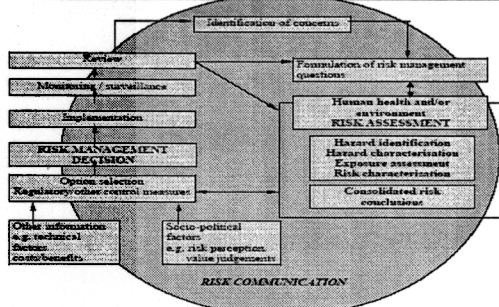 Identification of concerns
Review
Formulation of risk management
questions
Monitoring / surveillance
Human health and/or
environment
RISK ASSESSMENT
Implementation
Hazard identification
Hazard characterisation
Exposure assessment
Risk characterisation
RISK MANAGEMENT
DECISION
Option selection
Regulatory/other control measures
Consolidated risk
conclusions
Other information
e.g. technical
factors
costs/benefits
Socio-political
factors
e.g. risk perception,
value judgements
RISK COMMUNICATION